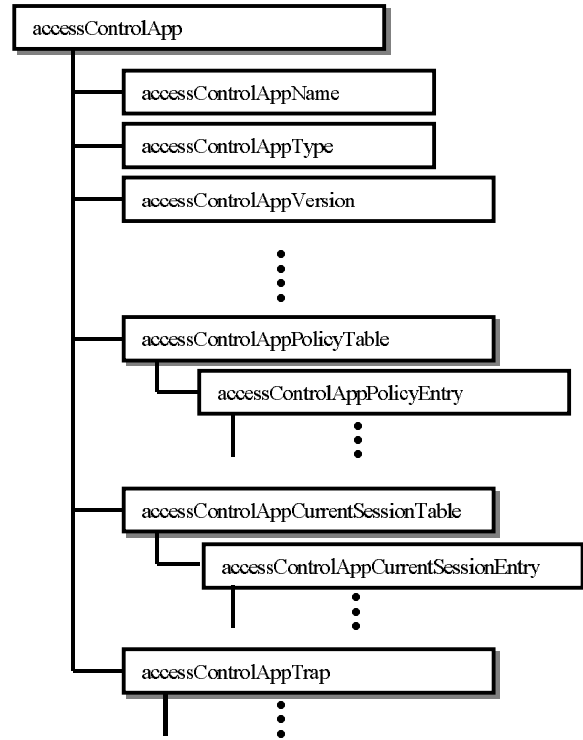 accessControlApp
accessControlAppName
accessControlAppType
accessControlAppVersion
accessControlAppPolicyTable
accessControlAppPolicyEntry
accessControlAppCurrentSessionTable
accessControlAppCurrentSessionEntry
accessControlAppTrap